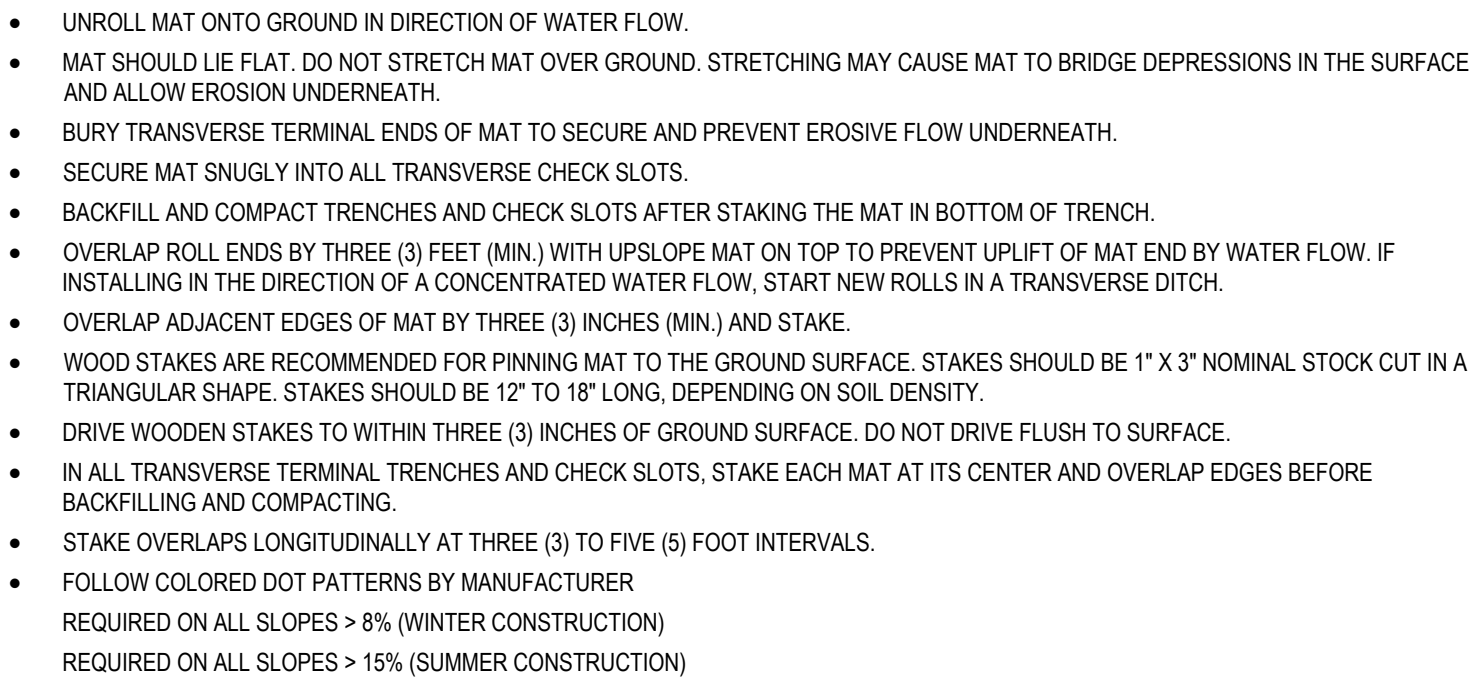 • UNROLL MAT ONTO GROUND IN DIRECTION OF WATER FLOW.
• MAT SHOULD LIE FLAT. DO NOT STRETCH MAT OVER GROUND. STRETCHING MAY CAUSE MAT TO BRIDGE DEPRESSIONS IN THE SURFACE
AND ALLOW EROSION UNDERNEATH.
• BURY TRANSVERSE TERMINAL ENDS OF MAT TO SECURE AND PREVENT EROSIVE FLOW UNDERNEATH.
• SECURE MAT SNUGLY INTO ALL TRANSVERSE CHECK SLOTS.
• BACKFILL AND COMPACT TRENCHES AND CHECK SLOTS AFTER STAKING THE MAT IN BOTTOM OF TRENCH.
• OVERLAP ROLL ENDS BY THREE (3) FEET (MIN.) WITH UPSLOPE MAT ON TOP TO PREVENT UPLIFT OF MAT END BY WATER FLOW. IF
INSTALLING IN THE DIRECTION OF A CONCENTRATED WATER FLOW, START NEW ROLLS IN A TRANSVERSE DITCH.
• OVERLAP ADJACENT EDGES OF MAT BY THREE (3) INCHES (MIN.) AND STAKE.
• WOOD STAKES ARE RECOMMENDED FOR PINNING MAT TO THE GROUND SURFACE. STAKES SHOULD BE 1" X 3" NOMINAL STOCK CUT IN A
TRIANGULAR SHAPE. STAKES SHOULD BE 12" TO 18" LONG, DEPENDING ON SOIL DENSITY.
• DRIVE WOODEN STAKES TO WITHIN THREE (3) INCHES OF GROUND SURFACE. DO NOT DRIVE FLUSH TO SURFACE.
• IN ALL TRANSVERSE TERMINAL TRENCHES AND CHECK SLOTS, STAKE EACH MAT AT ITS CENTER AND OVERLAP EDGES BEFORE
BACKFILLING AND COMPACTING.
• STAKE OVERLAPS LONGITUDINALLY AT THREE (3) TO FIVE (5) FOOT INTERVALS.
• FOLLOW COLORED DOT PATTERNS BY MANUFACTURER
REQUIRED ON ALL SLOPES > 8% (WINTER CONSTRUCTION)
REQUIRED ON ALL SLOPES > 15% (SUMMER CONSTRUCTION)